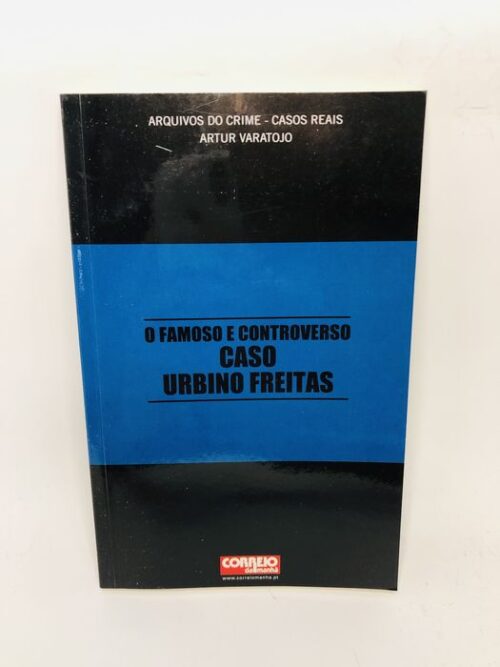 ARQUIVOS DO CRIME - CASOS REAIS
ARTUR VARATOJO
O FAMOSO E CONTROVERSO
CASO
URBINO FREITAS
CORREIO
da manhã
www.correiomanha.pt